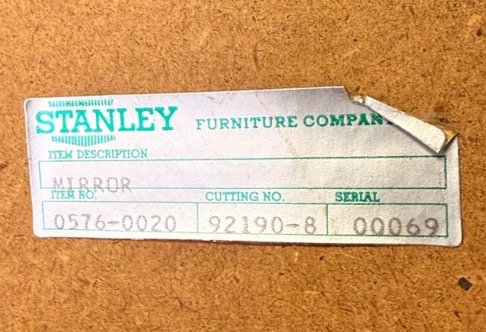 STANLEY FURNITURE COMPAN
ITEM DESCRIPTION
MIRROR
ITEM NO. CUTTING NO. SERIAL
0576-0020 92190-8 00069